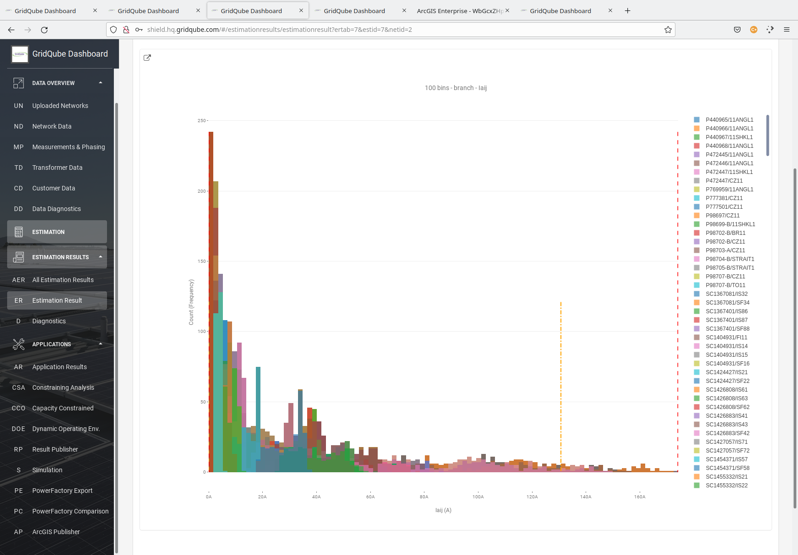 GridQube Dashboard
GridQube Dashboard
GridQube Dashboard
GridQube Dashboard
GridQube Dashboard
shield.hq.gridqube.com/#/estimationresults/estimationresult?ertab=7&estid=7&netid=2
GridQube Dashboard
DATA OVERVIEW
UN Uploaded Networks
ND Network Data
MP Measurements & Phasing
TD Transformer Data
CD Customer Data
DD Data Diagnostics
ESTIMATION
ESTIMATION RESULTS
AER All Estimation Results
ER Estimation Result
D Diagnostics
APPLICATIONS
AR Application Results
CSA Constraining Analysis
CCO Capacity Constrained
DOE Dynamic Operating Env.
RP Result Publisher
S Simulation
PE PowerFactory Export
PC PowerFactory Comparison
AP ArcGIS Publisher
100 bins - branch - Iaij
Count (Frequency)
250
200
150
100
50
0
0A 20A 40A 60A 80A 100A 120A 140A 160A
Iaij (A)
P440965/11ANGL1
P440966/11ANGL1
P440967/11SHKL1
P440968/11ANGL1
P472445/11ANGL1
P472446/11ANGL1
P472447/11SHKL1
P472447/CZ11
P769959/11ANGL1
P777381/CZ11
P777501/CZ11
P98697/CZ11
P98699-B/11SHKL1
P98702-B/BR11
P98702-B/CZ11
P98703-A/CZ11
P98704-B/STRAIT1
P98705-B/STRAIT1
P98707-B/CZ11
P98707-B/TO11
SC1367081/IS32
SC1367081/SF34
SC1367401/IS86
SC1367401/IS87
SC1367401/SF88
SC1404931/FI11
SC1404931/IS14
SC1404931/IS15
SC1404931/SF16
SC1424427/IS21
SC1424427/SF22
SC1426808/IS61
SC1426808/IS63
SC1426808/SF62
SC1426883/IS41
SC1426883/IS43
SC1426883/SF42
SC1427057/IS71
SC1427057/SF72
SC1454371/IS57
SC1454371/SF58
SC1455332/IS21
SC1455332/IS22